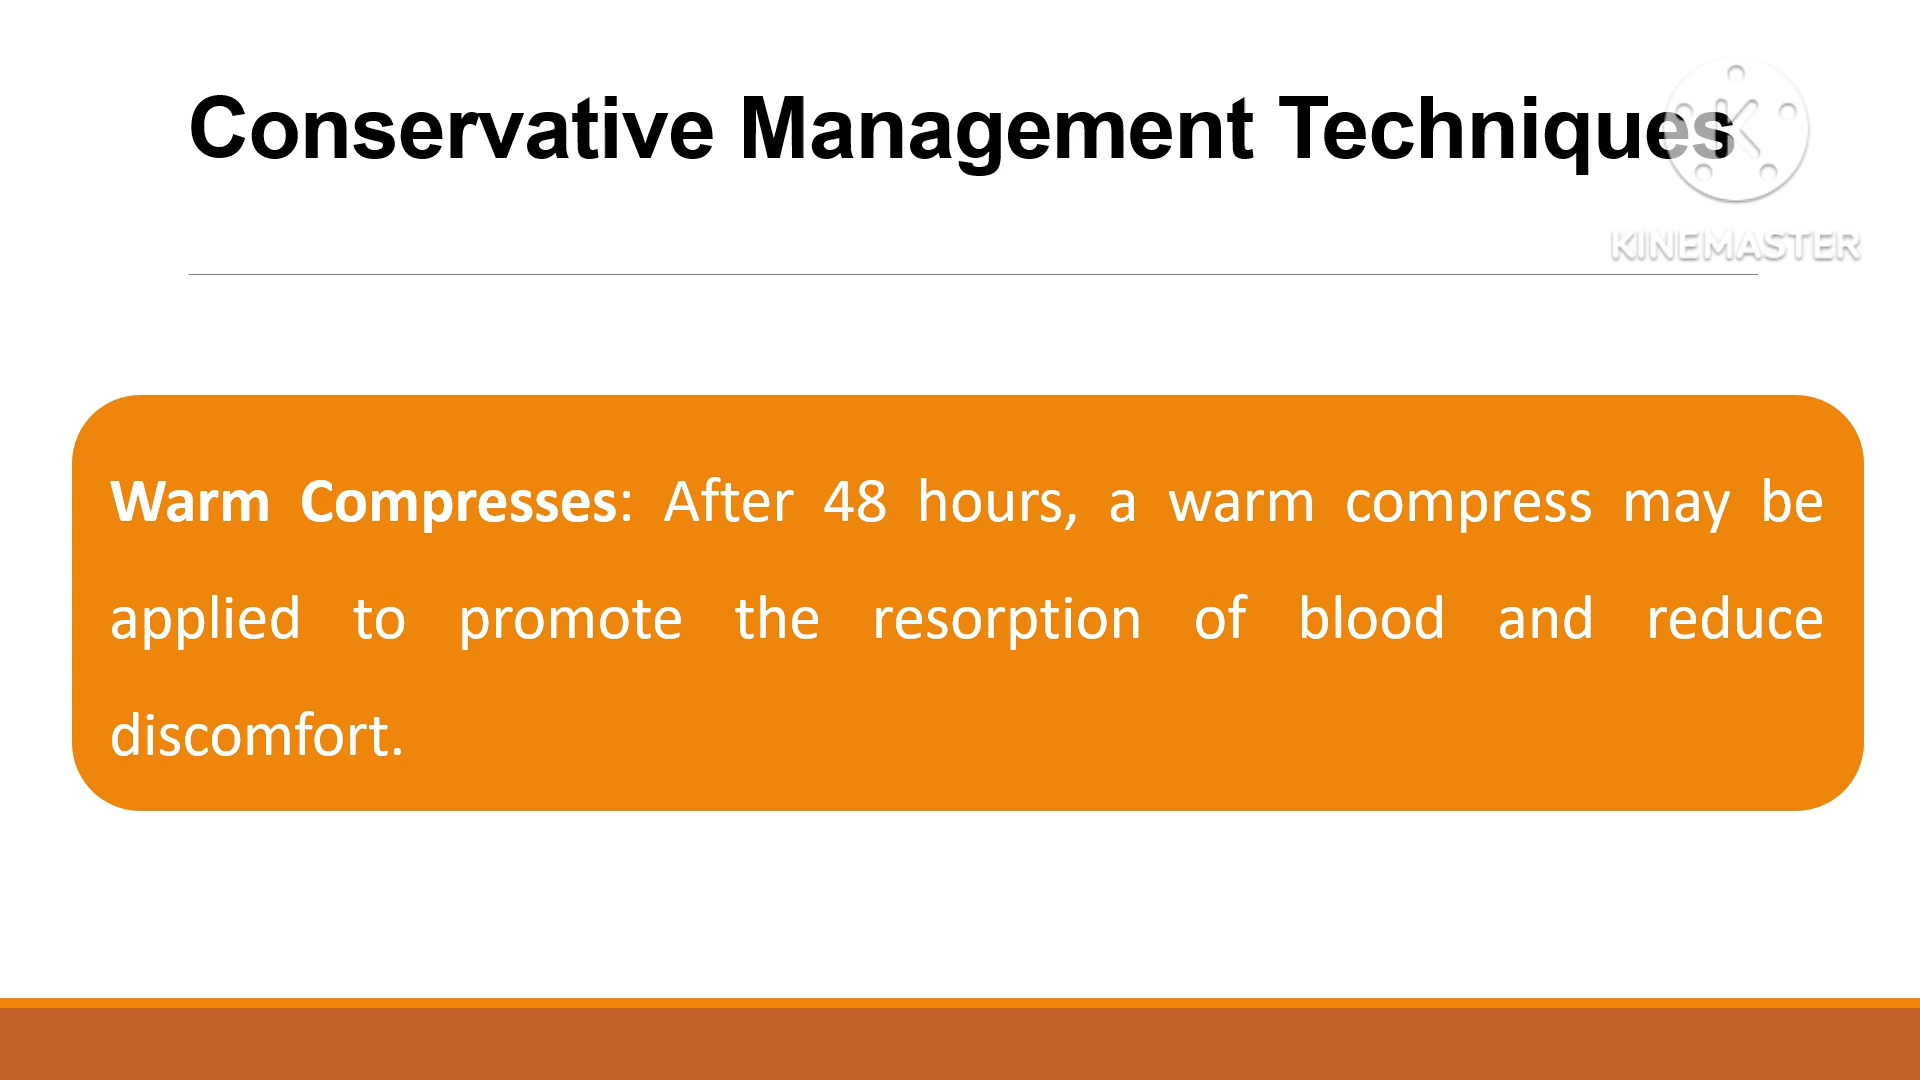 Conservative Management Techniques
KINEMASTER
Warm Compresses: After 48 hours, a warm compress may be
applied to promote the resorption of blood and reduce
discomfort.